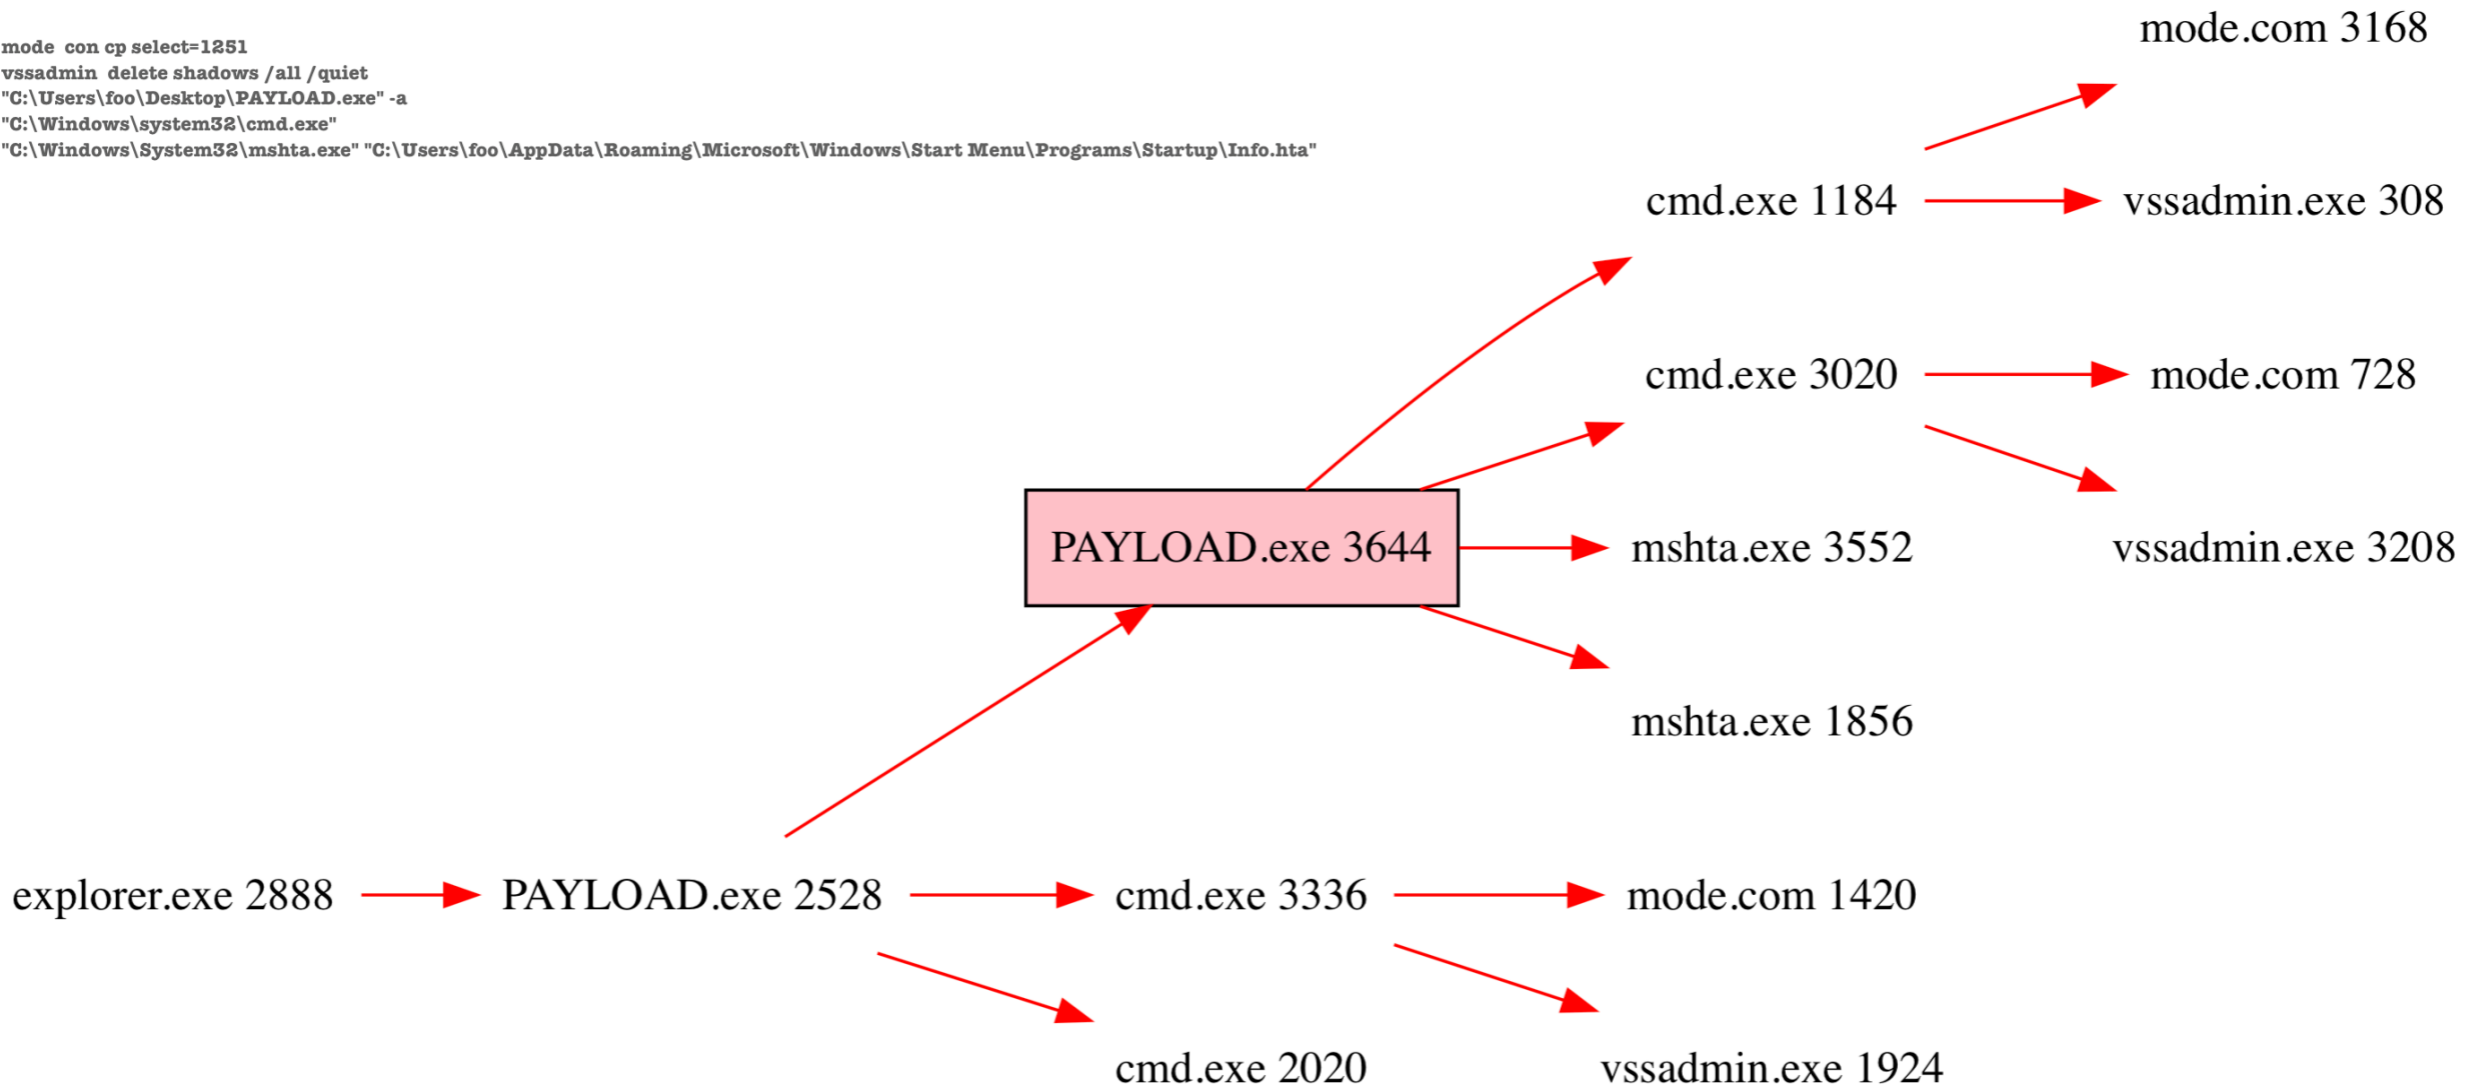 mode  con cp select=1251
vssadmin  delete shadows /all /quiet
"C:\Users\foo\Desktop\PAYLOAD.exe" -a
"C:\Windows\system32\cmd.exe"
"C:\Windows\System32\mshta.exe" "C:\Users\foo\AppData\Roaming\Microsoft\Windows\Start Menu\Programs\Startup\Info.hta"
mode.com 3168
cmd.exe 1184
vssadmin.exe 308
cmd.exe 3020
mode.com 728
PAYLOAD.exe 3644
mshta.exe 3552
vssadmin.exe 3208
mshta.exe 1856
explorer.exe 2888
PAYLOAD.exe 2528
cmd.exe 3336
mode.com 1420
cmd.exe 2020
vssadmin.exe 1924